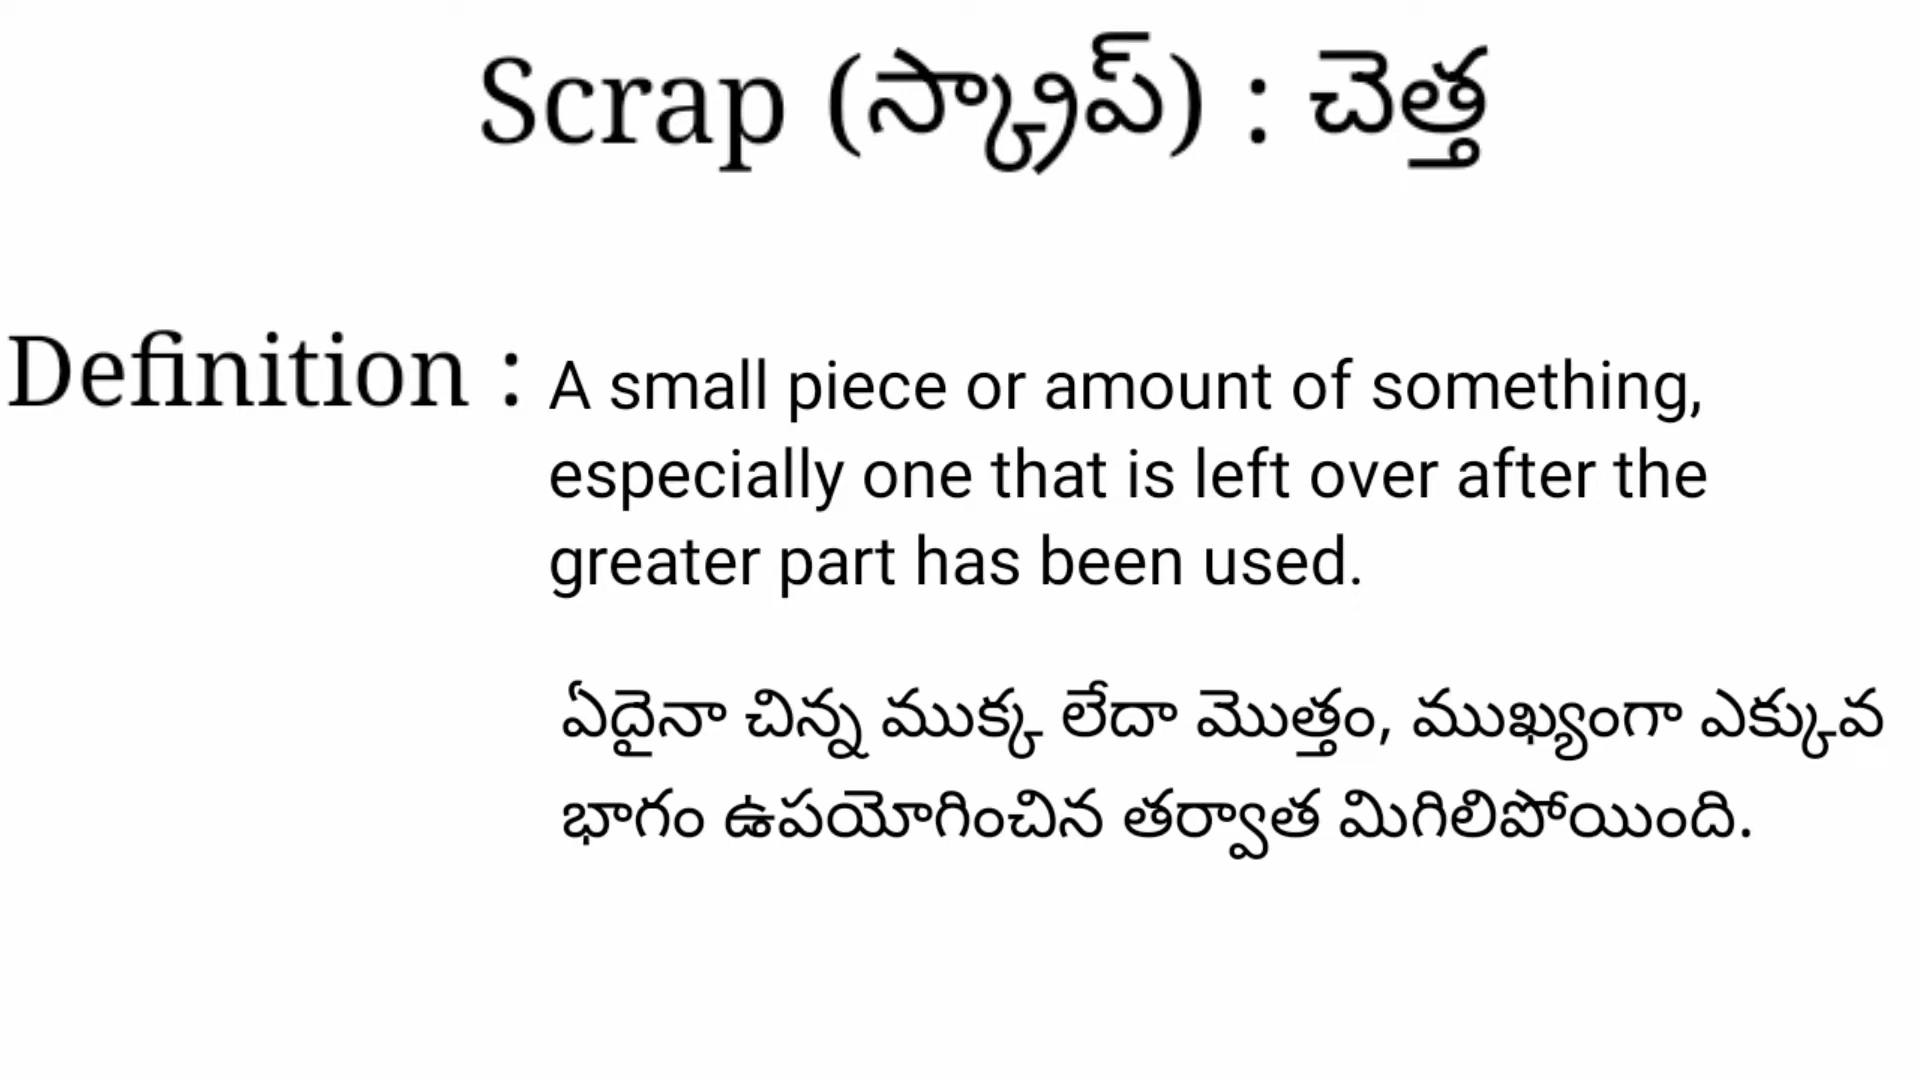 Scrap (స్క్రాప్) : చెత్త
Definition : A small piece or amount of something,
especially one that is left over after the
greater part has been used.
ఏదైనా చిన్న ముక్క లేదా మొత్తం, ముఖ్యంగా ఎక్కువ
భాగం ఉపయోగించిన తర్వాత మిగిలిపోయింది.